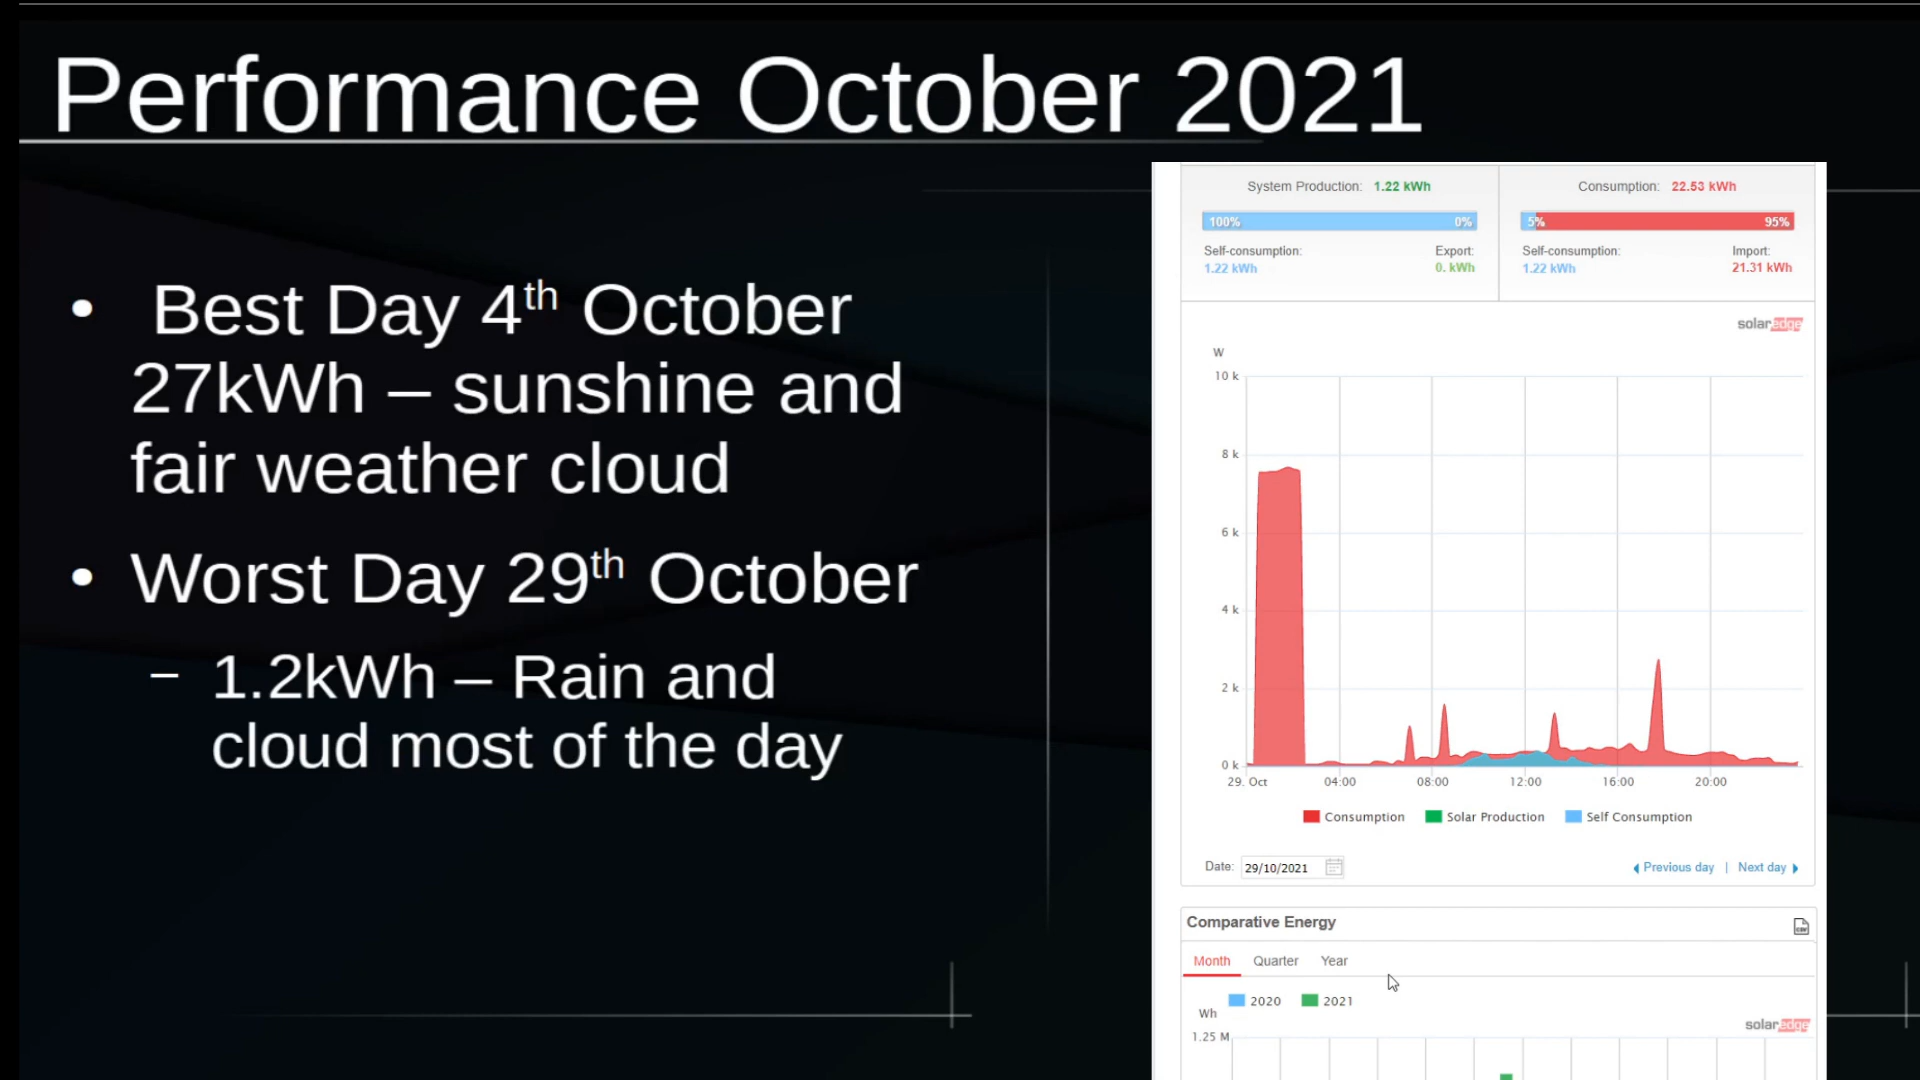 Performance October 2021
• Best Day 4th October
27kWh – sunshine and
fair weather cloud
• Worst Day 29th October
– 1.2kWh – Rain and
cloud most of the day
System Production: 1.22 kWh
100% 0%
Self-consumption: Export:
1.22 kWh 0. kWh
Consumption: 22.53 kWh
5% 95%
Self-consumption: Import:
1.22 kWh 21.31 kWh
solaredge
W
10 k
8 k
6 k
4 k
2 k
0 k
29. Oct 04:00 08:00 12:00 16:00 20:00
Consumption Solar Production Self Consumption
Date: 29/10/2021 Previous day | Next day
Comparative Energy
CSV
Month Quarter Year
2020 2021
Wh
solaredge
1.25 M